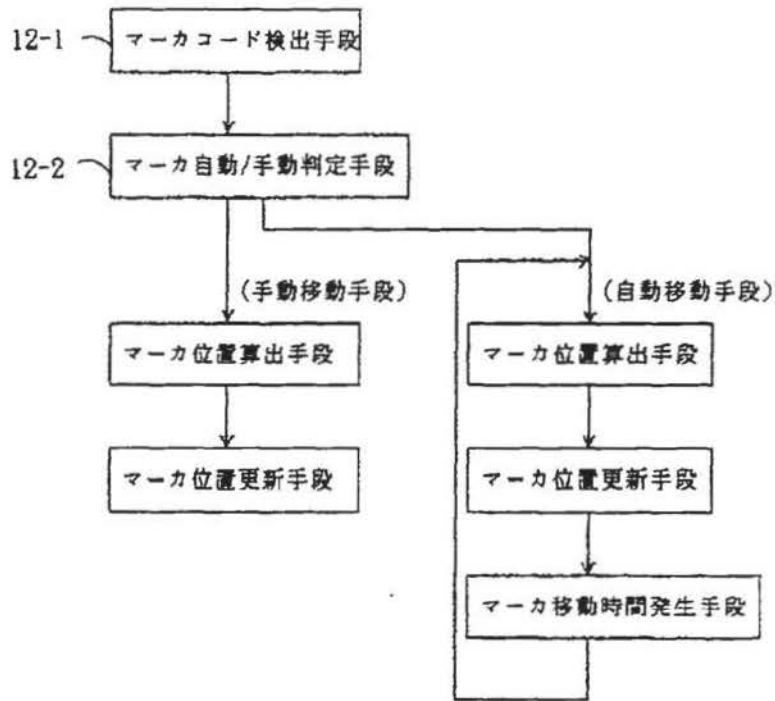 12-1
マーカコード検出手段
12-2
マーカ自動/手動判定手段
(手動移動手段)
(自動移動手段)
マーカ位置算出手段
マーカ位置算出手段
マーカ位置更新手段
マーカ位置更新手段
マーカ移動時間発生手段